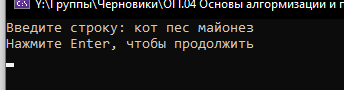 Y:\Группы\Черновики\ОП.04 Основы алгоритмизации и п
Введите строку: кот пес майонез
Нажмите Enter, чтобы продолжить